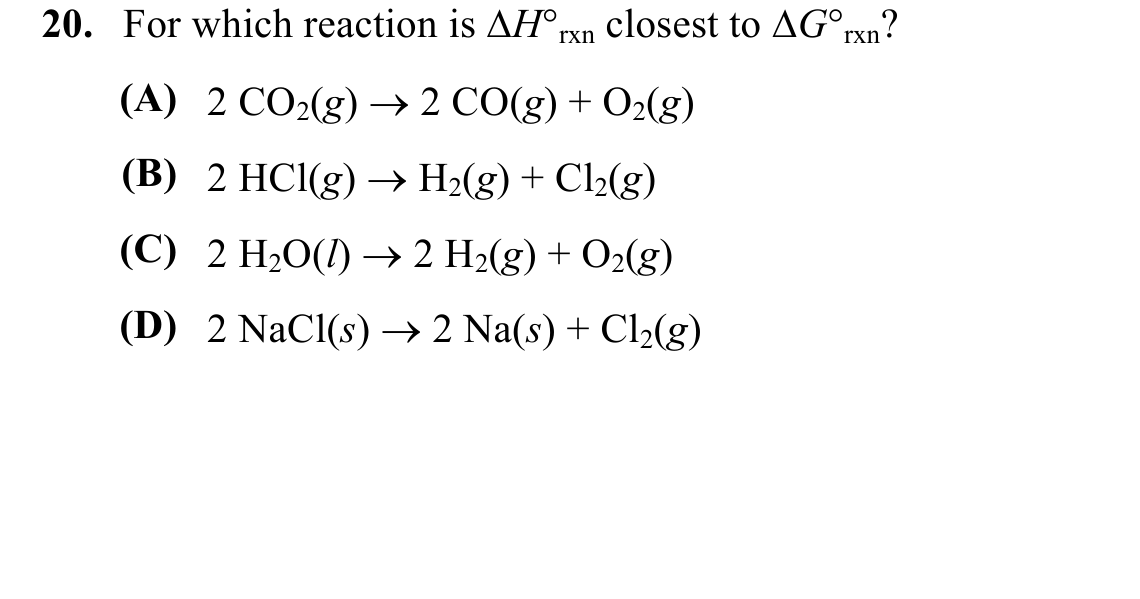 20. For which reaction is ΔH°rxn closest to ΔG°rxn?
(A) 2 CO₂(g) → 2 CO(g) + O₂(g)
(B) 2 HCl(g) → H₂(g) + Cl₂(g)
(C) 2 H₂O(l) → 2 H₂(g) + O₂(g)
(D) 2 NaCl(s) → 2 Na(s) + Cl₂(g)